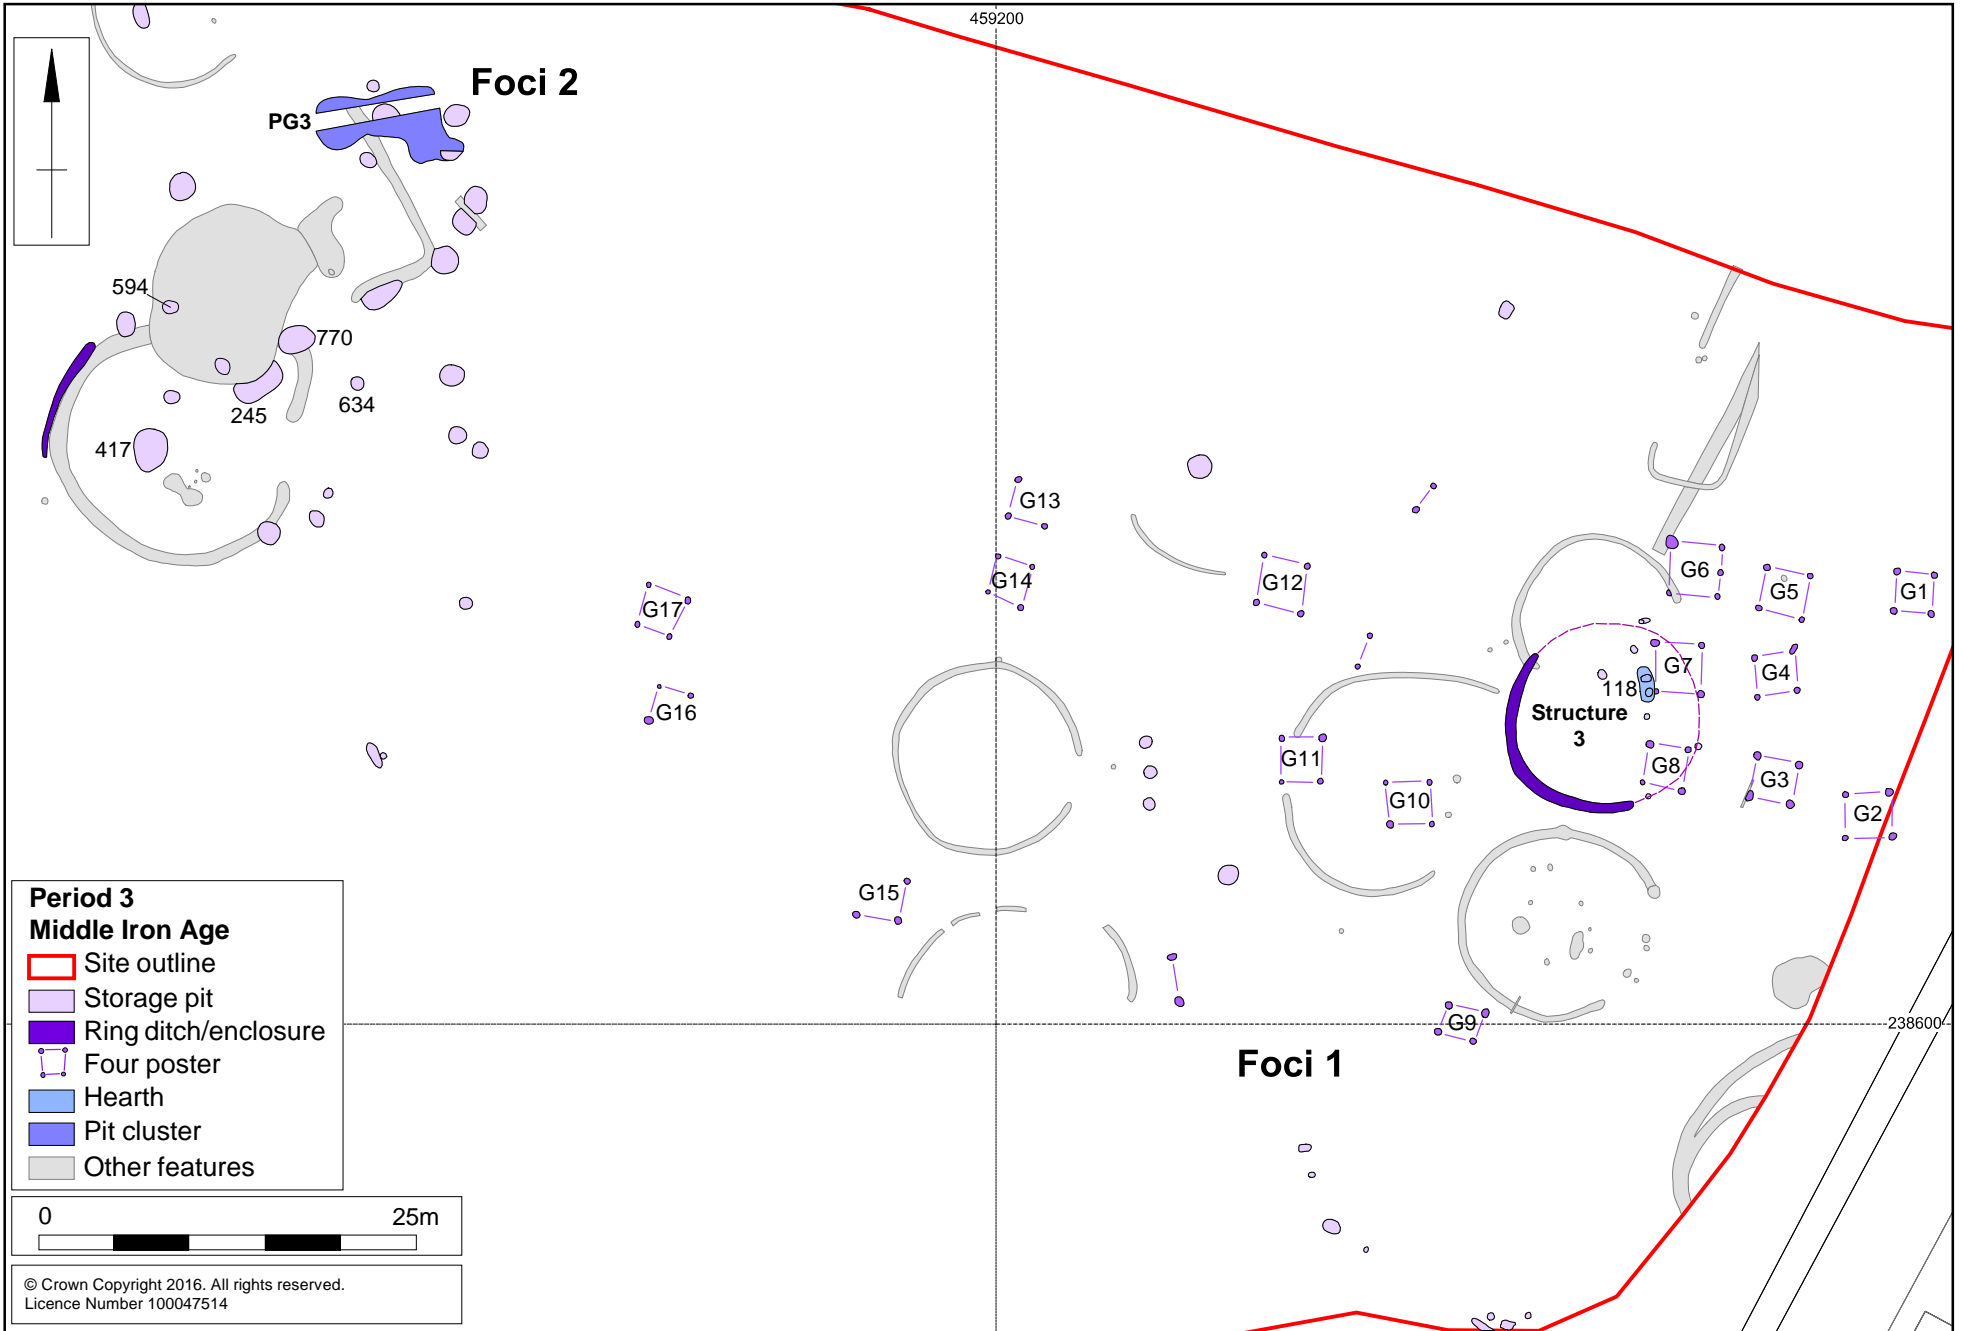 459200
Foci 2
PG3
594
770
634
245
417
G13
G14
G12
G6
G5
G1
G17
G7
G4
118
G16
Structure
3
G11
G8
G3
G10
G2
G15
G9
238600
Foci 1
Period 3
Middle Iron Age
Site outline
Storage pit
Ring ditch/enclosure
Four poster
Hearth
Pit cluster
Other features
0 25m
© Crown Copyright 2016. All rights reserved.
Licence Number 100047514